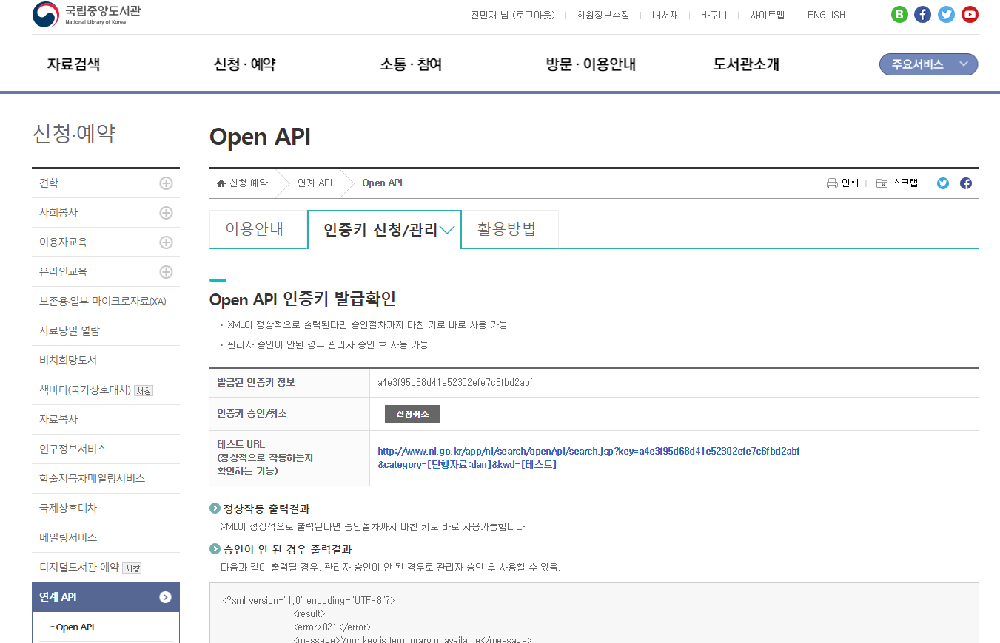 국립중앙도서관
National Library of Korea
진민재 님 (로그아웃)
회원정보수정
내서재
바구니
사이트맵
ENGLISH
B
자료검색
신청 · 예약
소통 · 참여
방문 · 이용안내
도서관소개
주요서비스
신청·예약
견학
사회봉사
이용자교육
온라인교육
보존용·일부 마이크로자료(XA)
자료당일 열람
비치희망도서
책바다(국가상호대차) 새창
자료복사
연구정보서비스
학술지목차메일링서비스
국제상호대차
메일링서비스
디지털도서관 예약 새창
연계 API
- Open API
Open API
신청·예약
연계 API
Open API
인쇄
스크랩
이용안내
인증키 신청/관리
활용방법
Open API 인증키 발급확인
• XML이 정상적으로 출력된다면 승인절차까지 마친 키로 바로 사용 가능
• 관리자 승인이 안된 경우 관리자 승인 후 사용 가능
발급된 인증키 정보
a4e3f95d68d41e52302efe7c6fbd2abf
인증키 승인/취소
신청취소
테스트 URL
(정상적으로 작동하는지
확인하는 기능)
http://www.nl.go.kr/app/nl/search/openApi/search.jsp?key=a4e3f95d68d41e52302efe7c6fbd2abf
&category=[단행자료:dan]&kwd=[테스트]
정상작동 출력결과
XML이 정상적으로 출력된다면 승인절차까지 마친 키로 바로 사용가능합니다.
승인이 안 된 경우 출력결과
다음과 같이 출력될 경우, 관리자 승인이 안 된 경우로 관리자 승인 후 사용할 수 있음.
<?xml version="1.0" encoding="UTF-8"?>
<result>
<error>021</error>
<message>Your key is temporary unavailable</message>